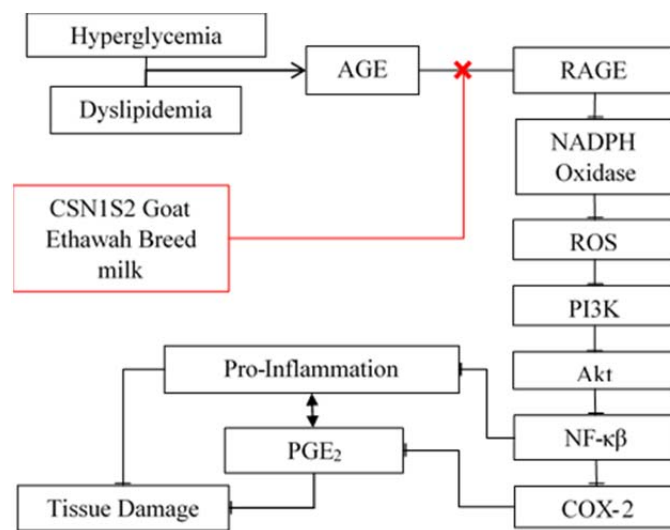 Hyperglycemia
Dyslipidemia
AGE
RAGE
NADPH
Oxidase
CSN1S2 Goat
Ethawah Breed
milk
ROS
PI3K
Akt
NF-κβ
COX-2
Pro-Inflammation
PGE₂
Tissue Damage